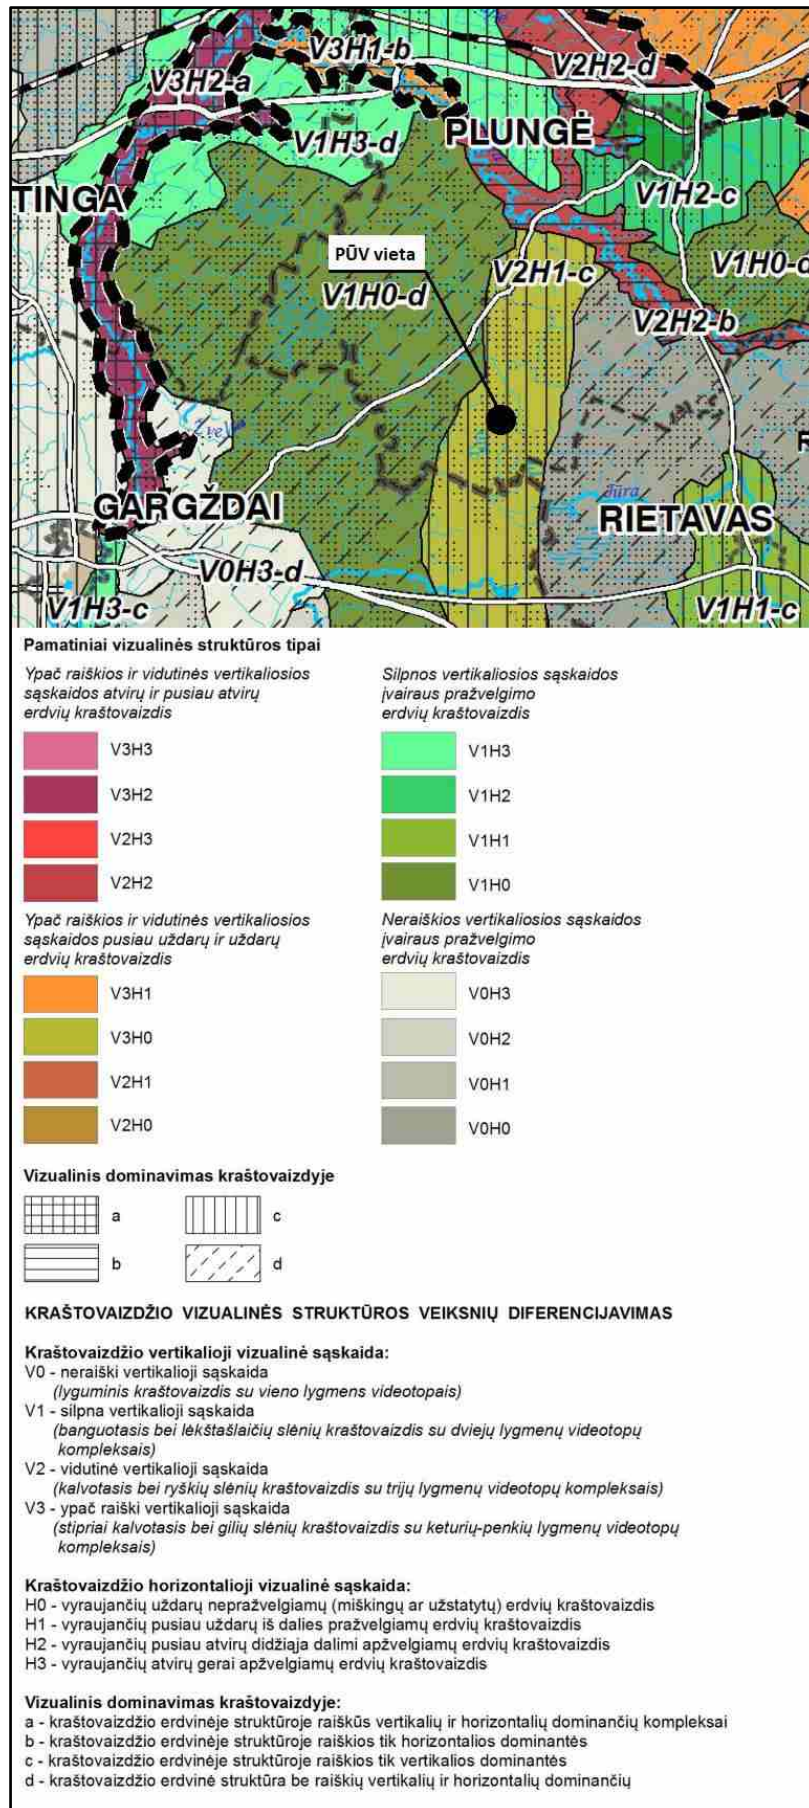 V3H1-b
V2H2-d
V3H2-a
V1H3-d
PLUNGĖ
TINGA
V1H2-c
PŪV vieta
V2H1-c
V1H0-d
V1H0-d
V2H2-b
R
Jūra
GARGŽDAI
RIETAVAS
V0H3-d
V1H3-c
V1H1-c
Pamatiniai vizualinės struktūros tipai
Ypač raiškios ir vidutinės vertikaliosios
sąskaidos atvirų ir pusiau atvirų
erdvių kraštovaizdis
V3H3
V3H2
V2H3
V2H2
Silpnos vertikaliosios sąskaidos
įvairaus pražvelgimo
erdvių kraštovaizdis
V1H3
V1H2
V1H1
V1H0
Ypač raiškios ir vidutinės vertikaliosios
sąskaidos pusiau uždarų ir uždarų
erdvių kraštovaizdis
V3H1
V3H0
V2H1
V2H0
Neraiškios vertikaliosios sąskaidos
įvairaus pražvelgimo
erdvių kraštovaizdis
V0H3
V0H2
V0H1
V0H0
Vizualinis dominavimas kraštovaizdyje
a
c
b
d
KRAŠTOVAIZDŽIO VIZUALINĖS STRUKTŪROS VEIKSNIŲ DIFERENCIJAVIMAS
Kraštovaizdžio vertikalioji vizualinė sąskaida:
V0 - neraiški vertikalioji sąskaida
(lyguminis kraštovaizdis su vieno lygmens videotopais)
V1 - silpna vertikalioji sąskaida
(banguotasis bei lėkštašlaičių slėnių kraštovaizdis su dviejų lygmenų videotopų
kompleksais)
V2 - vidutinė vertikalioji sąskaida
(kalvotasis bei ryškių slėnių kraštovaizdis su trijų lygmenų videotopų kompleksais)
V3 - ypač raiški vertikalioji sąskaida
(stipriai kalvotasis bei gilių slėnių kraštovaizdis su keturių-penkių lygmenų videotopų
kompleksais)
Kraštovaizdžio horizontalioji vizualinė sąskaida:
H0 - vyraujančių uždarų nepražvelgiamų (miškingų ar užstatytų) erdvių kraštovaizdis
H1 - vyraujančių pusiau uždarų iš dalies pražvelgiamų erdvių kraštovaizdis
H2 - vyraujančių pusiau atvirų didžiąja dalimi apžvelgiamų erdvių kraštovaizdis
H3 - vyraujančių atvirų gerai apžvelgiamų erdvių kraštovaizdis
Vizualinis dominavimas kraštovaizdyje:
a - kraštovaizdžio erdvinėje struktūroje raiškūs vertikalių ir horizontalių dominančių kompleksai
b - kraštovaizdžio erdvinėje struktūroje raiškios tik horizontalios dominantės
c - kraštovaizdžio erdvinėje struktūroje raiškios tik vertikalios dominantės
d - kraštovaizdžio erdvinė struktūra be raiškių vertikalių ir horizontalių dominančių